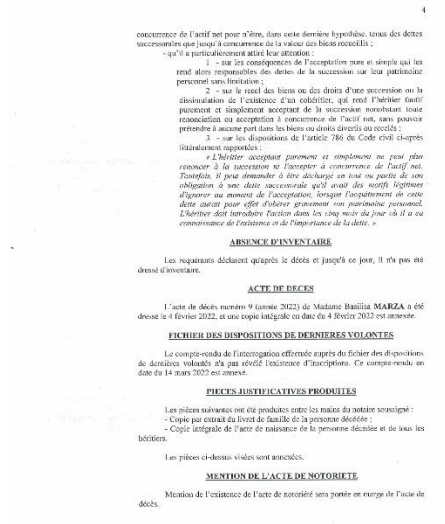 4
concurrence de l'actif net pour n'être, dans cette dernière hypothèse, tenus des dettes
successorales que jusqu'à concurrence de la valeur des biens recueillis ;
- qu'il a particulièrement attiré leur attention :
1 - sur les conséquences de l'acceptation pure et simple qui les
rend alors responsables des dettes de la succession sur leur patrimoine
personnel sans limitation ;
2 - sur le recel des biens ou des droits d'une succession ou la
dissimulation de l'existence d'un cohéritier, qui rend l'héritier fautif
purement et simplement acceptant de la succession nonobstant toute
renonciation ou acceptation à concurrence de l'actif net, sans pouvoir
prétendre à aucune part dans les biens ou droits divertis ou recelés ;
3 - sur les dispositions de l'article 786 du Code civil ci-après
littéralement rapportées :
« L'héritier acceptant purement et simplement ne peut plus
renoncer à la succession ni l'accepter à concurrence de l'actif net.
Toutefois, il peut demander à être déchargé en tout ou partie de son
obligation à une dette successorale qu'il avait des motifs légitimes
d'ignorer au moment de l'acceptation, lorsque l'acquittement de cette
dette aurait pour effet d'obérer gravement son patrimoine personnel.
L'héritier doit introduire l'action dans les cinq mois du jour où il a eu
connaissance de l'existence et de l'importance de la dette. »
ABSENCE D'INVENTAIRE
Les requérants déclarent qu'après le décès et jusqu'à ce jour, il n'a pas été
dressé d'inventaire.
ACTE DE DECES
L'acte de décès numéro 9 (année 2022) de Madame Basilisa MARZA a été
dressé le 4 février 2022, et une copie intégrale en date du 4 février 2022 est annexée.
FICHIER DES DISPOSITIONS DE DERNIERES VOLONTES
Le compte-rendu de l'interrogation effectuée auprès du fichier des dispositions
de dernières volontés n'a pas révélé l'existence d'inscriptions. Ce compte-rendu en
date du 14 mars 2022 est annexé.
PIECES JUSTIFICATIVES PRODUITES
Les pièces suivantes ont été produites entre les mains du notaire soussigné :
- Copie par extrait du livret de famille de la personne décédée ;
- Copie intégrale de l'acte de naissance de la personne décédée et de tous les
héritiers.
Les pièces ci-dessus visées sont annexées.
MENTION DE L'ACTE DE NOTORIETE
Mention de l'existence de l'acte de notoriété sera portée en marge de l'acte de
décès.